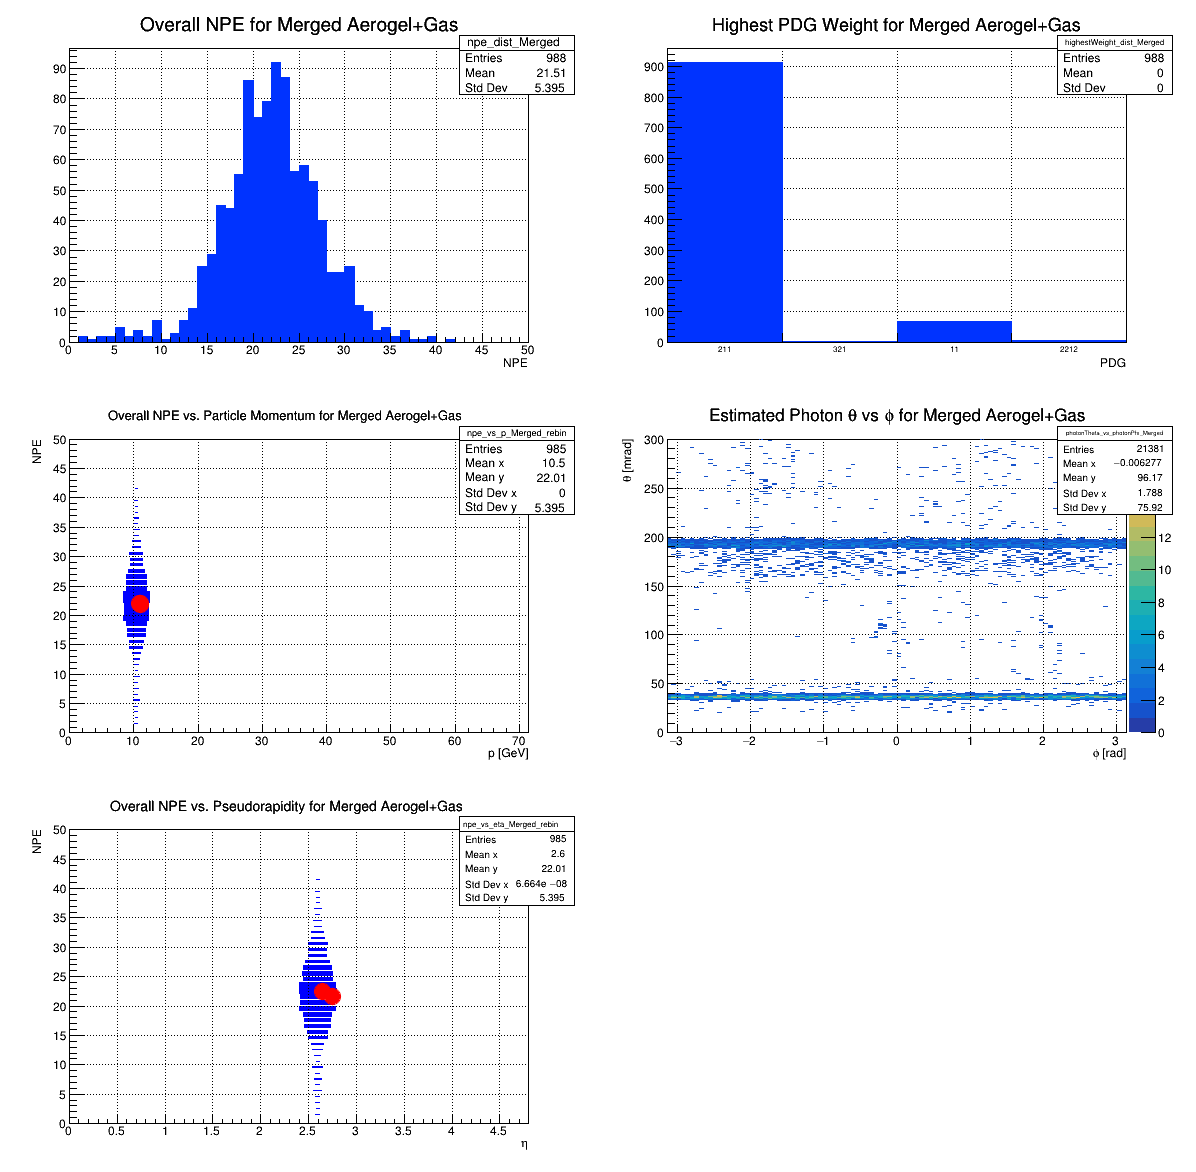 Overall NPE for Merged Aerogel+Gas
npe_dist_Merged
Entries 988
Mean 21.51
Std Dev 5.395
90
80
70
60
50
40
30
20
10
0
0 5 10 15 20 25 30 35 40 45 50
NPE
Highest PDG Weight for Merged Aerogel+Gas
highestWeight_dist_Merged
Entries 988
Mean 0
Std Dev 0
900
800
700
600
500
400
300
200
100
0
211 321 11 2212
PDG
Overall NPE vs. Particle Momentum for Merged Aerogel+Gas
npe_vs_p_Merged_rebin
Entries 985
Mean x 10.5
Mean y 22.01
Std Dev x 0
Std Dev y 5.395
NPE
50
45
40
35
30
25
20
15
10
5
0
0 10 20 30 40 50 60 70
p [GeV]
Estimated Photon θ vs ϕ for Merged Aerogel+Gas
photonTheta_vs_photonPhi_Merged
Entries 21381
Mean x −0.006277
Mean y 96.17
Std Dev x 1.788
Std Dev y 75.92
θ [mrad]
300
250
200
150
100
50
0
−3 −2 −1 0 1 2 3
ϕ [rad]
12
10
8
6
4
2
0
Overall NPE vs. Pseudorapidity for Merged Aerogel+Gas
npe_vs_eta_Merged_rebin
Entries 985
Mean x 2.6
Mean y 22.01
Std Dev x 6.664e −08
Std Dev y 5.395
NPE
50
45
40
35
30
25
20
15
10
5
0
0 0.5 1 1.5 2 2.5 3 3.5 4 4.5
η